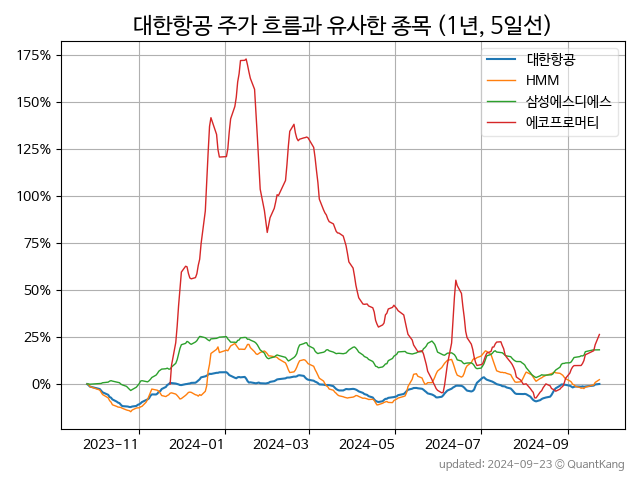 대한항공 주가 흐름과 유사한 종목 (1년, 5일선)
175%
150%
125%
100%
75%
50%
25%
0%
대한항공
HMM
삼성에스디에스
에코프로머티
2023-11
2024-01
2024-03
2024-05
2024-07
2024-09
updated: 2024-09-23 © QuantKang